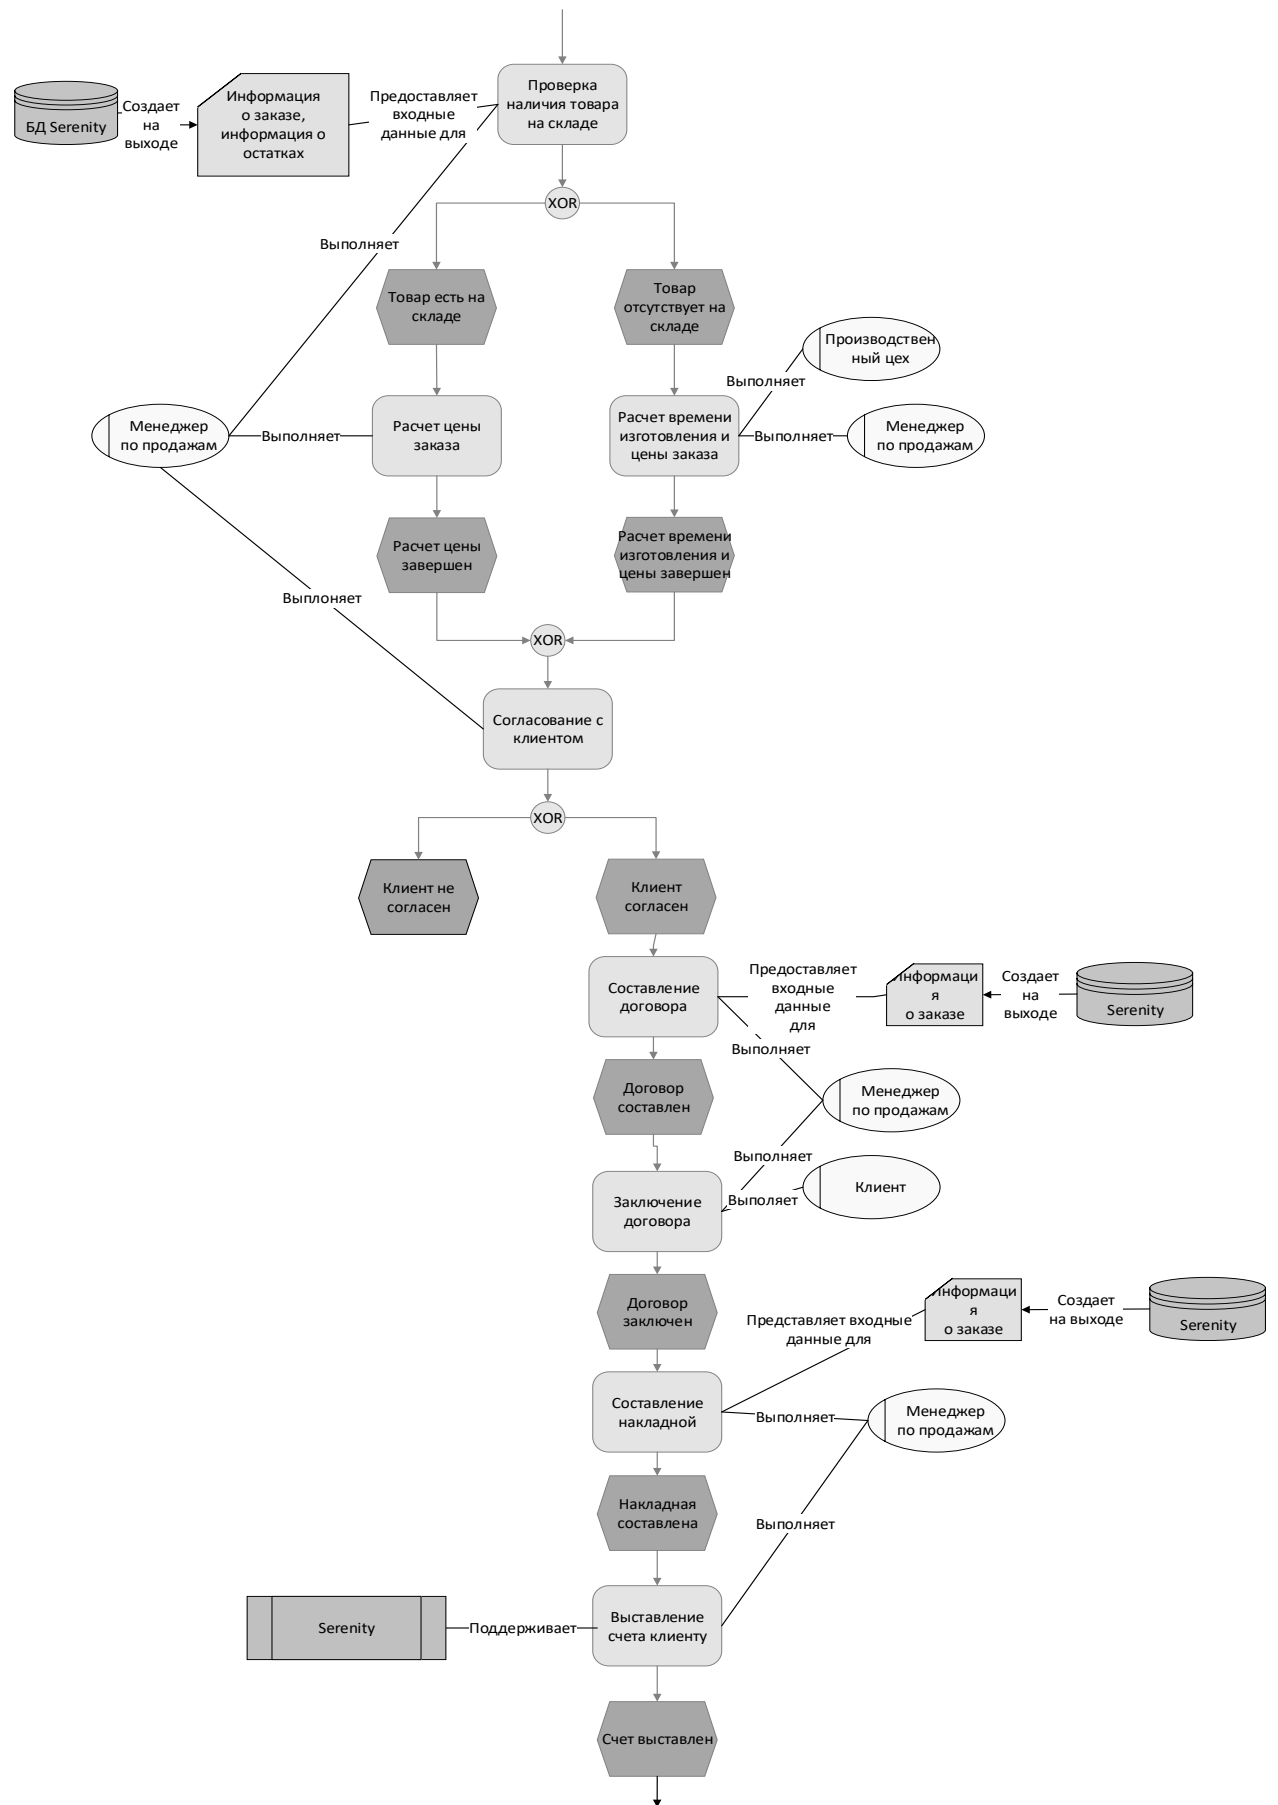 Проверка
наличия товара
на складе
БД Serenity
Создает
на
выходе
Информация
о заказе,
информация о
остатках
Предоставляет
входные
данные для
XOR
Выполняет
Товар есть на
складе
Товар
отсутствует на
складе
Производствен
ный цех
Выполняет
Менеджер
по продажам
Выполняет
Расчет цены
заказа
Расчет времени
изготовления и
цены заказа
Выполняет
Менеджер
по продажам
Расчет цены
завершен
Расчет времени
изготовления и
цены завершен
Выплоняет
XOR
Согласование с
клиентом
XOR
Клиент не
согласен
Клиент
согласен
Составление
договора
Предоставляет
входные
данные
для
Информаци
я
о заказе
Создает
на
выходе
Serenity
Выполняет
Договор
составлен
Менеджер
по продажам
Выполняет
Заключение
договора
Выполяет
Клиент
Договор
заключен
Представляет входные
данные для
Информаци
я
о заказе
Создает
на выходе
Serenity
Составление
накладной
Выполняет
Менеджер
по продажам
Накладная
составлена
Выполняет
Serenity
Поддерживает
Выставление
счета клиенту
Счет выставлен